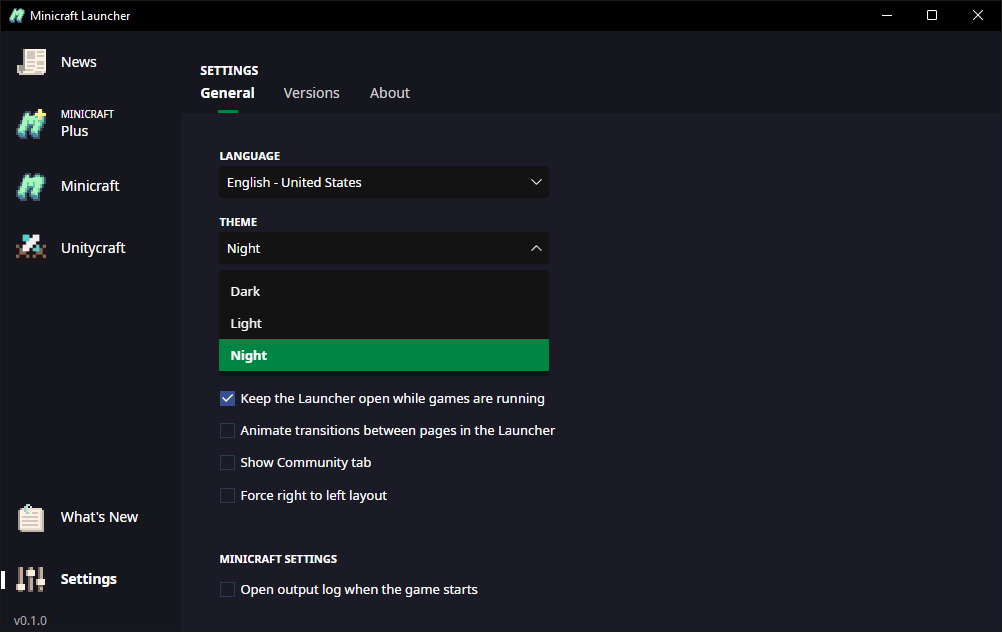 Minicraft Launcher
News
MINICRAFT
Plus
Minicraft
Unitycraft
What's New
Settings
v0.1.0
SETTINGS
General Versions About
LANGUAGE
English - United States
THEME
Night
Dark
Light
Night
Keep the Launcher open while games are running
Animate transitions between pages in the Launcher
Show Community tab
Force right to left layout
MINICRAFT SETTINGS
Open output log when the game starts